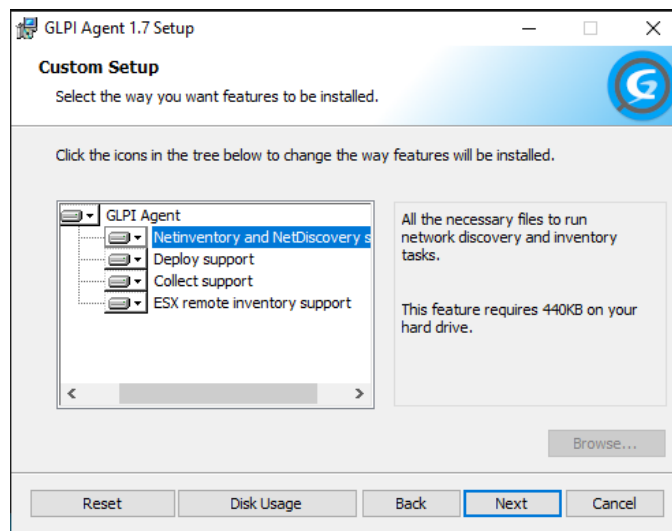 GLPI Agent 1.7 Setup
Custom Setup
Select the way you want features to be installed.
Click the icons in the tree below to change the way features will be installed.
GLPI Agent
Netinventory and NetDiscovery s
Deploy support
Collect support
ESX remote inventory support
All the necessary files to run
network discovery and inventory
tasks.
This feature requires 440KB on your
hard drive.
Browse...
Reset
Disk Usage
Back
Next
Cancel